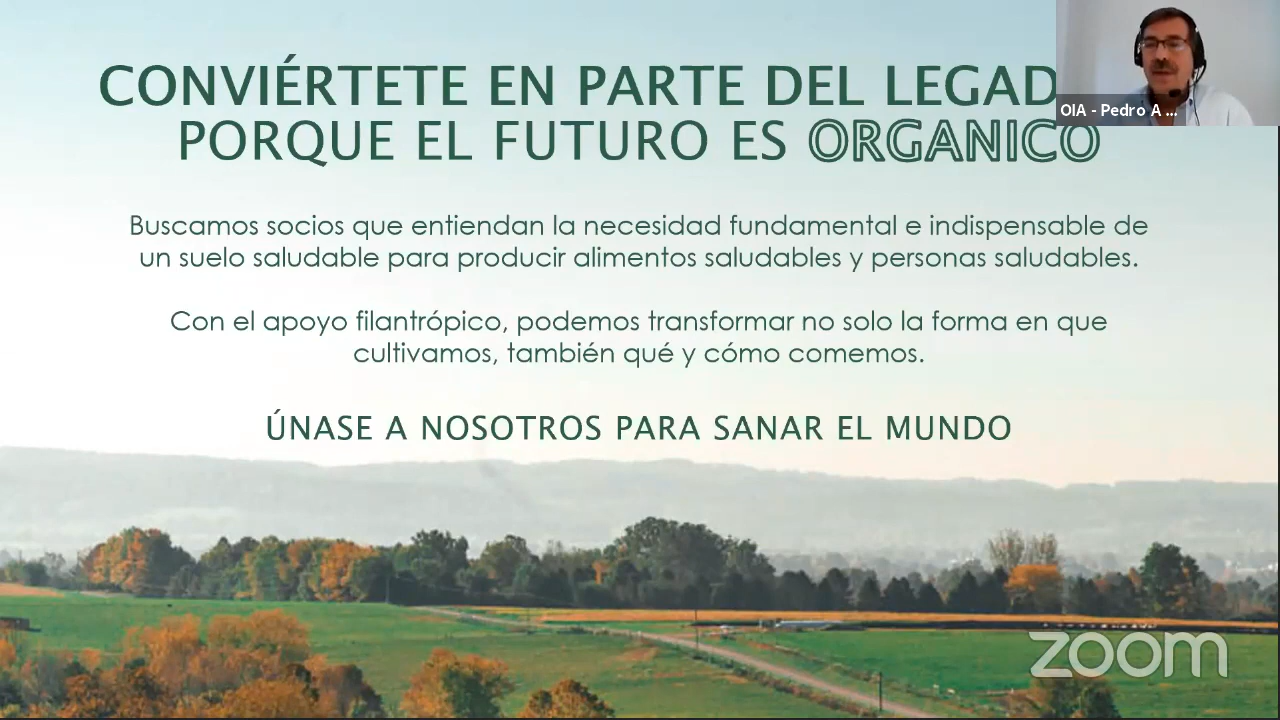 CONVIÉRTETE EN PARTE DEL LEGAD
PORQUE EL FUTURO ES ORGANICO
OIA - Pedro A ...
Buscamos socios que entiendan la necesidad fundamental e indispensable de
un suelo saludable para producir alimentos saludables y personas saludables.
Con el apoyo filantrópico, podemos transformar no solo la forma en que
cultivamos, también qué y cómo comemos.
ÚNASE A NOSOTROS PARA SANAR EL MUNDO
zoom